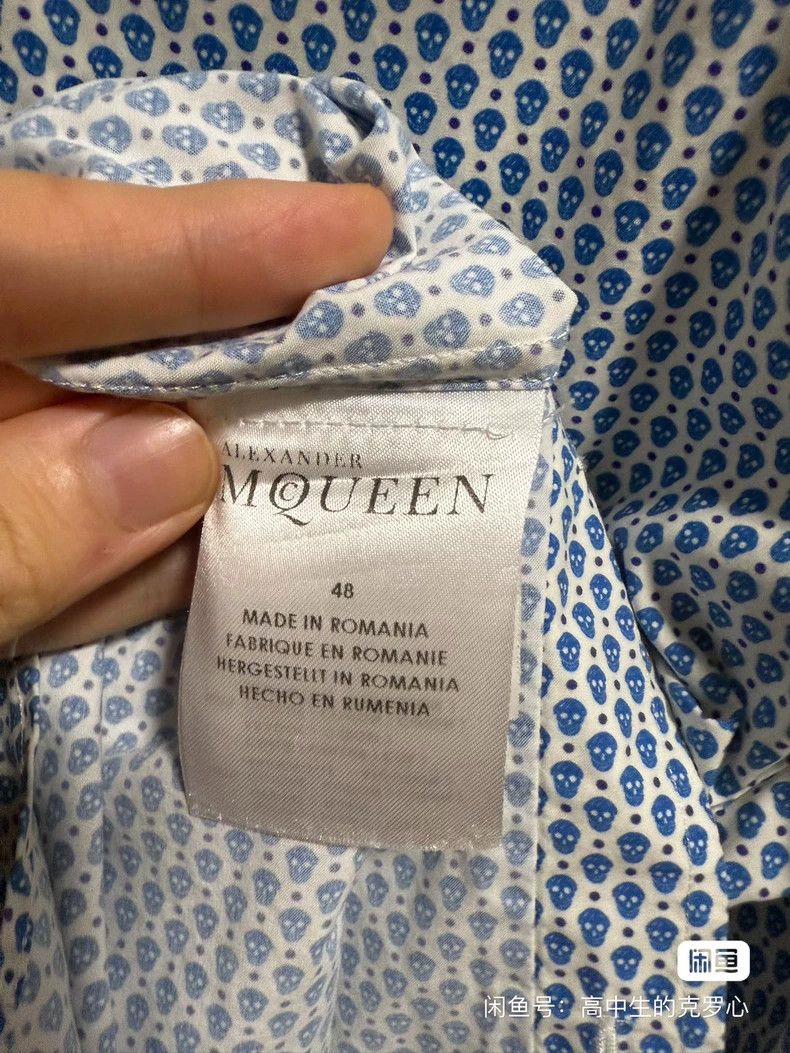 ALEXANDER
McQUEEN
48
MADE IN ROMANIA
FABRIQUE EN ROMANIE
HERGESTELLT IN ROMANIA
HECHO EN RUMENIA
闲鱼
闲鱼号：高中生的克罗心